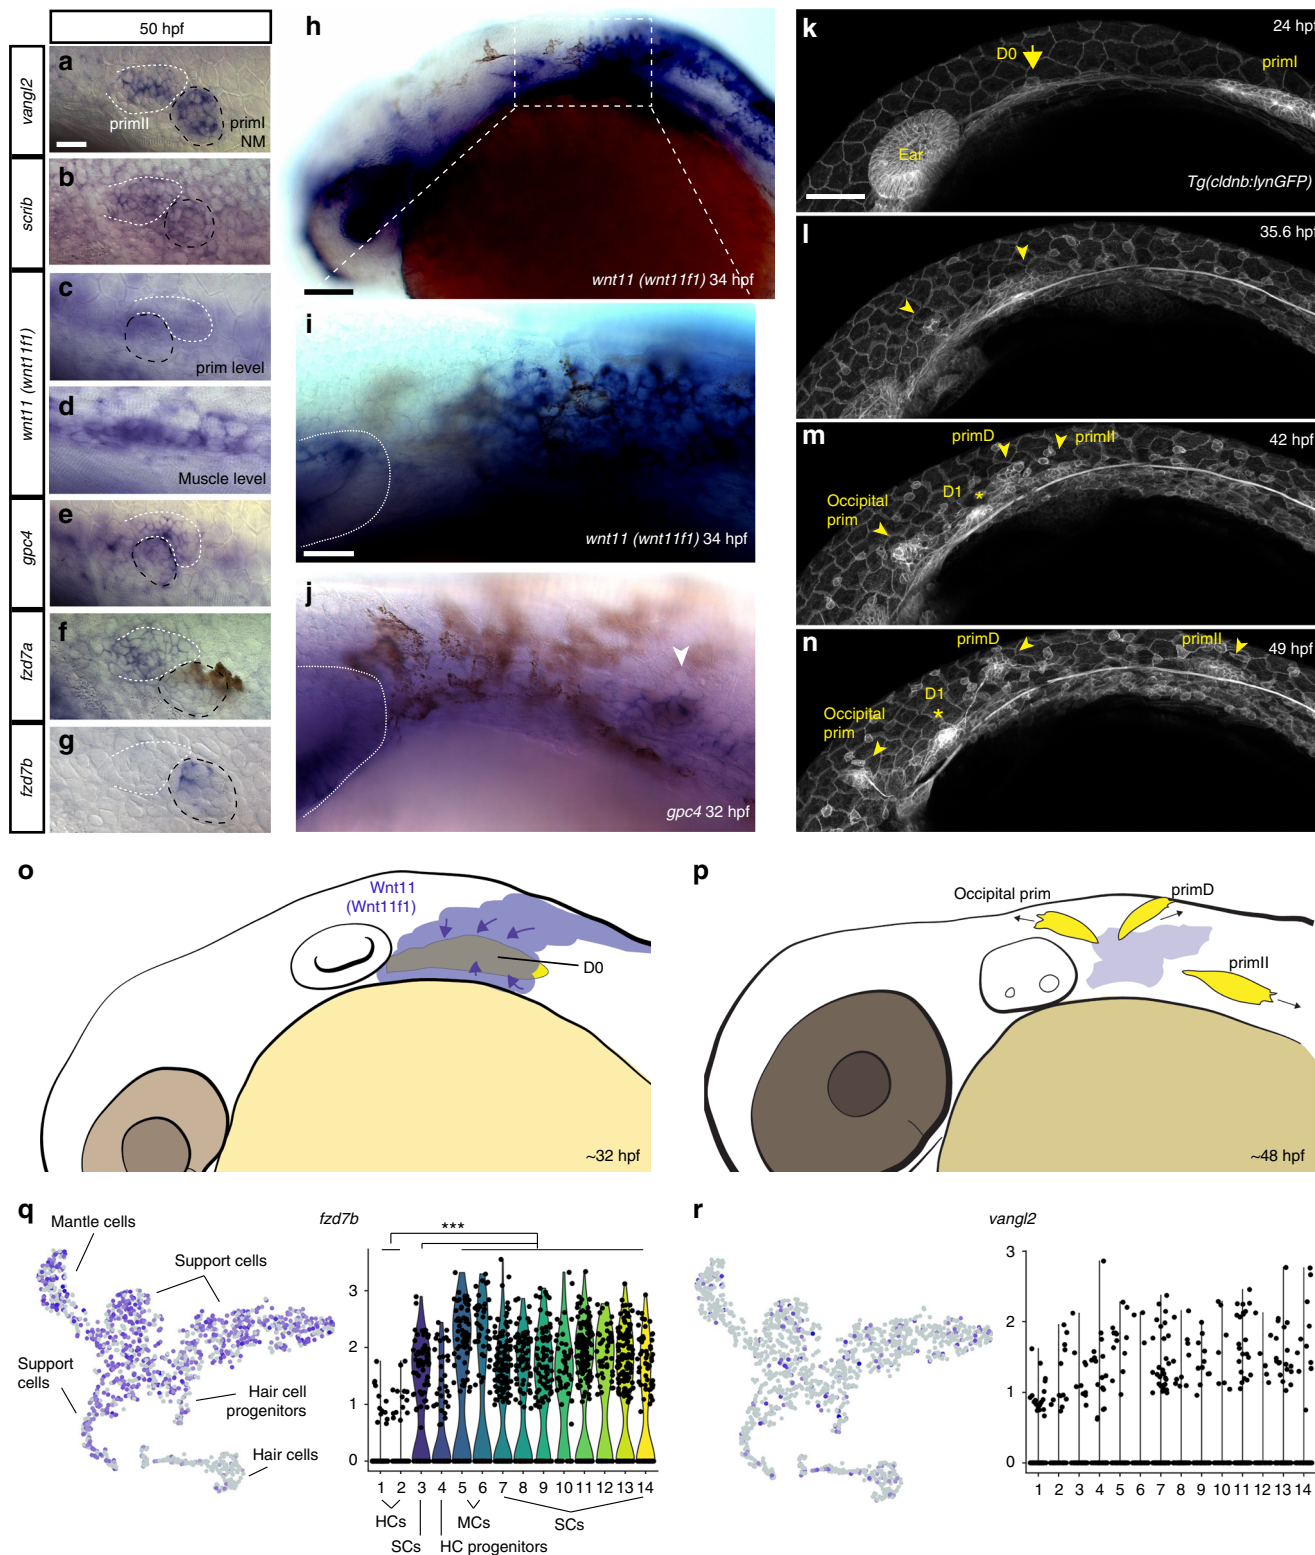 50 hpf
vangl2
a
primII
primI
NM
scrib
b
wnt11 (wnt11f1)
c
prim level
d
Muscle level
gpc4
e
fzd7a
f
fzd7b
g
h
wnt11 (wnt11f1) 34 hpf
i
wnt11 (wnt11f1) 34 hpf
j
gpc4 32 hpf
k
24 hpf
D0
primI
Ear
Tg(cldnb:lynGFP)
l
35.6 hpf
m
42 hpf
primD
primII
D1
*
Occipital
prim
n
49 hpf
primD
primII
D1
*
Occipital
prim
o
Wnt11
(Wnt11f1)
D0
~32 hpf
p
Occipital prim
primD
primII
~48 hpf
q
Mantle cells
Support cells
Support
cells
Hair cell
progenitors
Hair cells
fzd7b
***
3
2
1
0
1 2 3 4 5 6 7 8 9 10 11 12 13 14
HCs
MCs
SCs
SCs
HC progenitors
r
vangl2
3
2
1
0
1 2 3 4 5 6 7 8 9 10 11 12 13 14